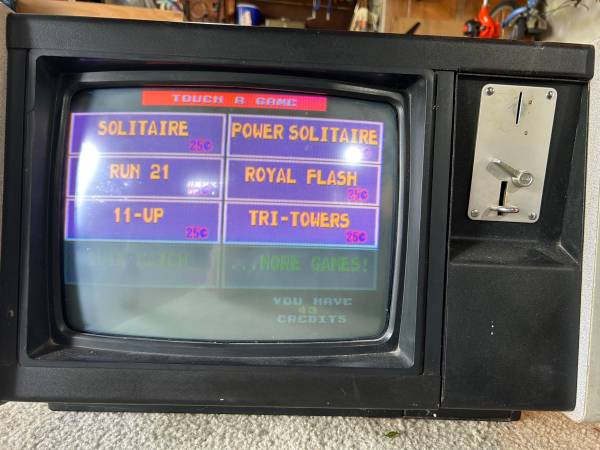 TOUCH A GAME
SOLITAIRE
25¢
POWER SOLITAIRE
RUN 21
ROYAL FLASH
25¢
11-UP
25¢
TRI-TOWERS
25¢
...MORE GAMES!
YOU HAVE
43
CREDITS